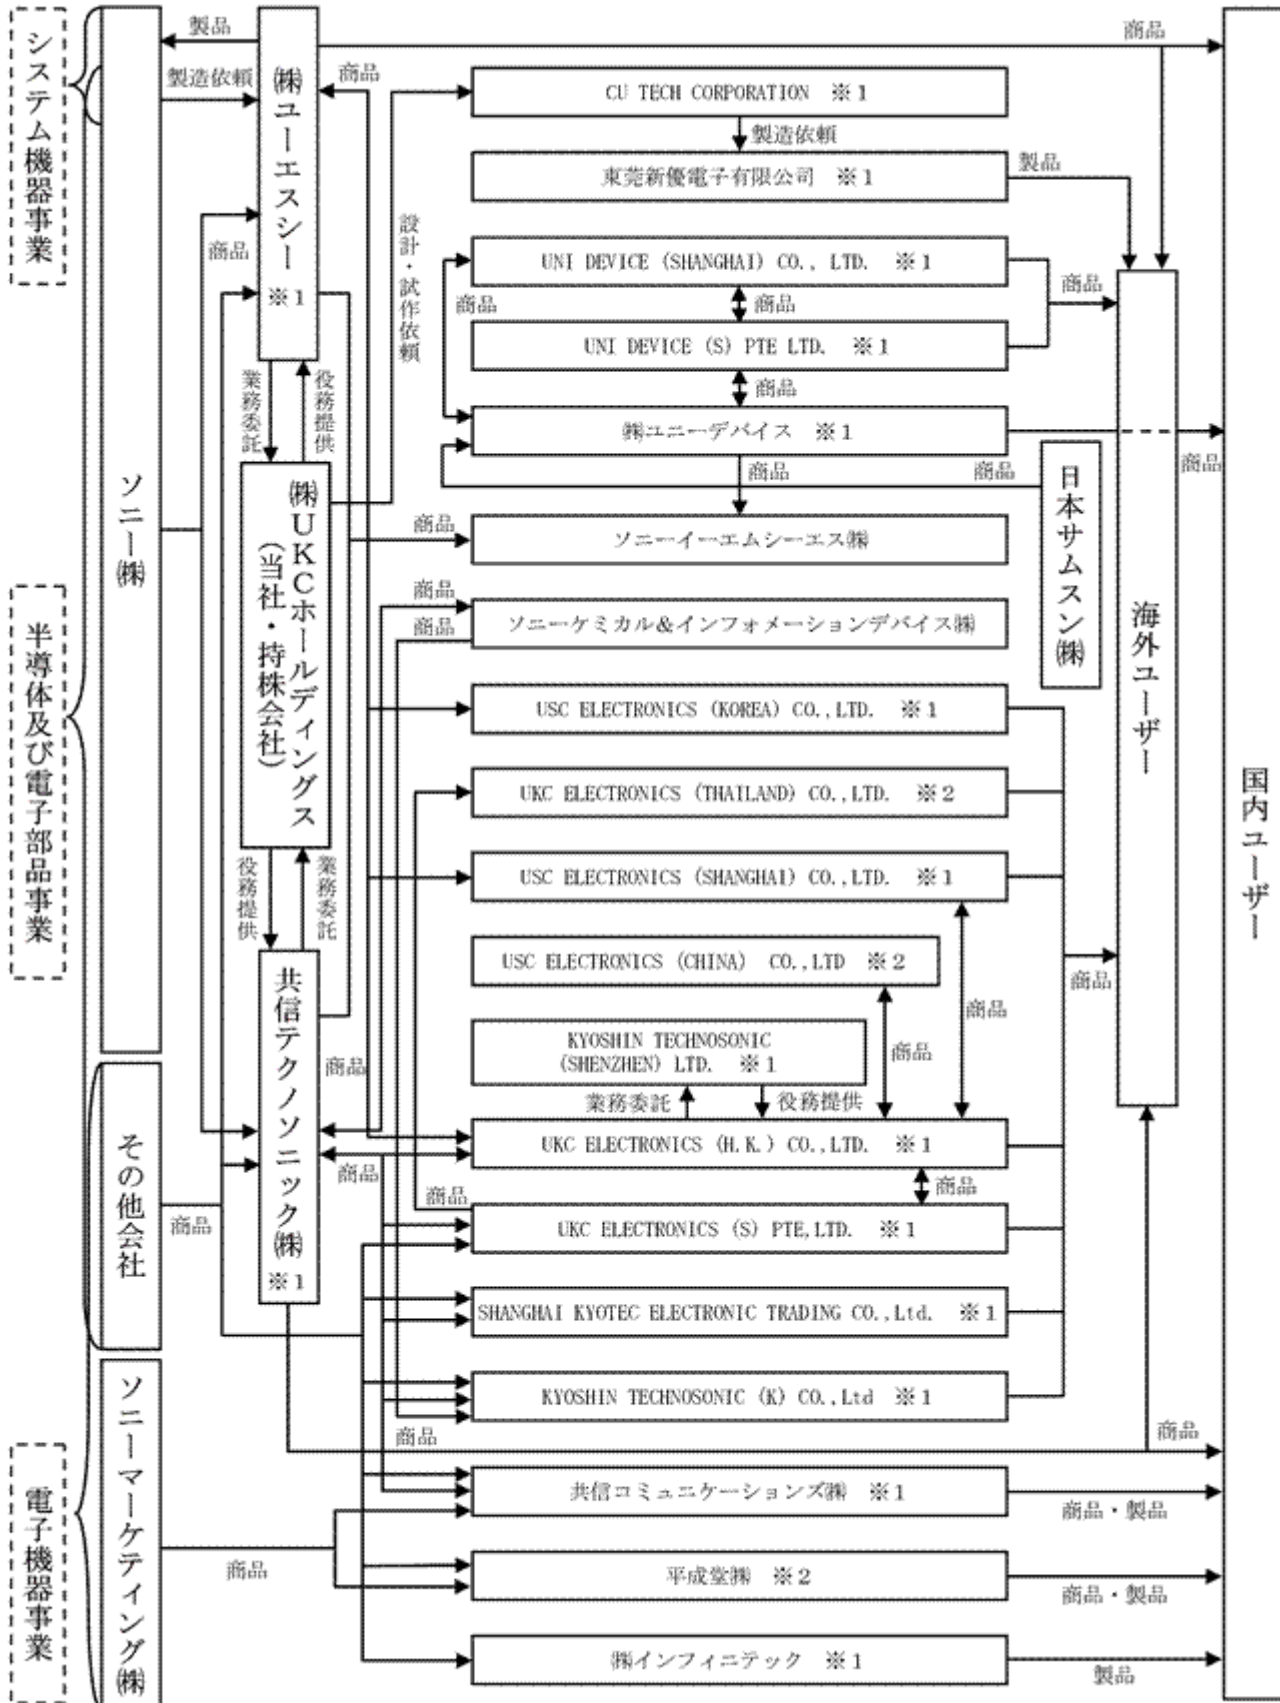 システム機器事業
半導体及び電子部品事業
電子機器事業
ソニー㈱
その他会社
ソニーマーケティング㈱
製品
製造依頼
商品
㈱ユーエスシー
※1
業務委託
役務提供
㈱UKCホールディングス
(当社・持株会社)
役務提供
業務委託
共信テクノソニック㈱
※1
商品
商品
設計・試作依頼
商品
CU TECH CORPORATION ※1
製造依頼
東莞新優電子有限公司 ※1
製品
UNI DEVICE (SHANGHAI) CO., LTD. ※1
商品
商品
商品
UNI DEVICE (S) PTE LTD. ※1
商品
㈱ユニーデバイス ※1
商品
商品
商品
日本サムスン㈱
商品
ソニーイーエムシーエス㈱
商品
商品
ソニーケミカル&インフォメーションデバイス㈱
USC ELECTRONICS (KOREA) CO.,LTD. ※1
UKC ELECTRONICS (THAILAND) CO.,LTD. ※2
USC ELECTRONICS (SHANGHAI) CO.,LTD. ※1
USC ELECTRONICS (CHINA) CO.,LTD ※2
商品
商品
KYOSHIN TECHNOSONIC
(SHENZHEN) LTD. ※1
商品
商品
業務委託
役務提供
UKC ELECTRONICS (H.K.) CO.,LTD. ※1
商品
商品
商品
UKC ELECTRONICS (S) PTE,LTD. ※1
商品
SHANGHAI KYOTEC ELECTRONIC TRADING CO.,Ltd. ※1
KYOSHIN TECHNOSONIC (K) CO.,Ltd ※1
商品
商品
共信コミュニケーションズ㈱ ※1
商品・製品
商品
平成堂㈱ ※2
商品・製品
㈱インフィニテック ※1
製品
海外ユーザー
国内ユーザー